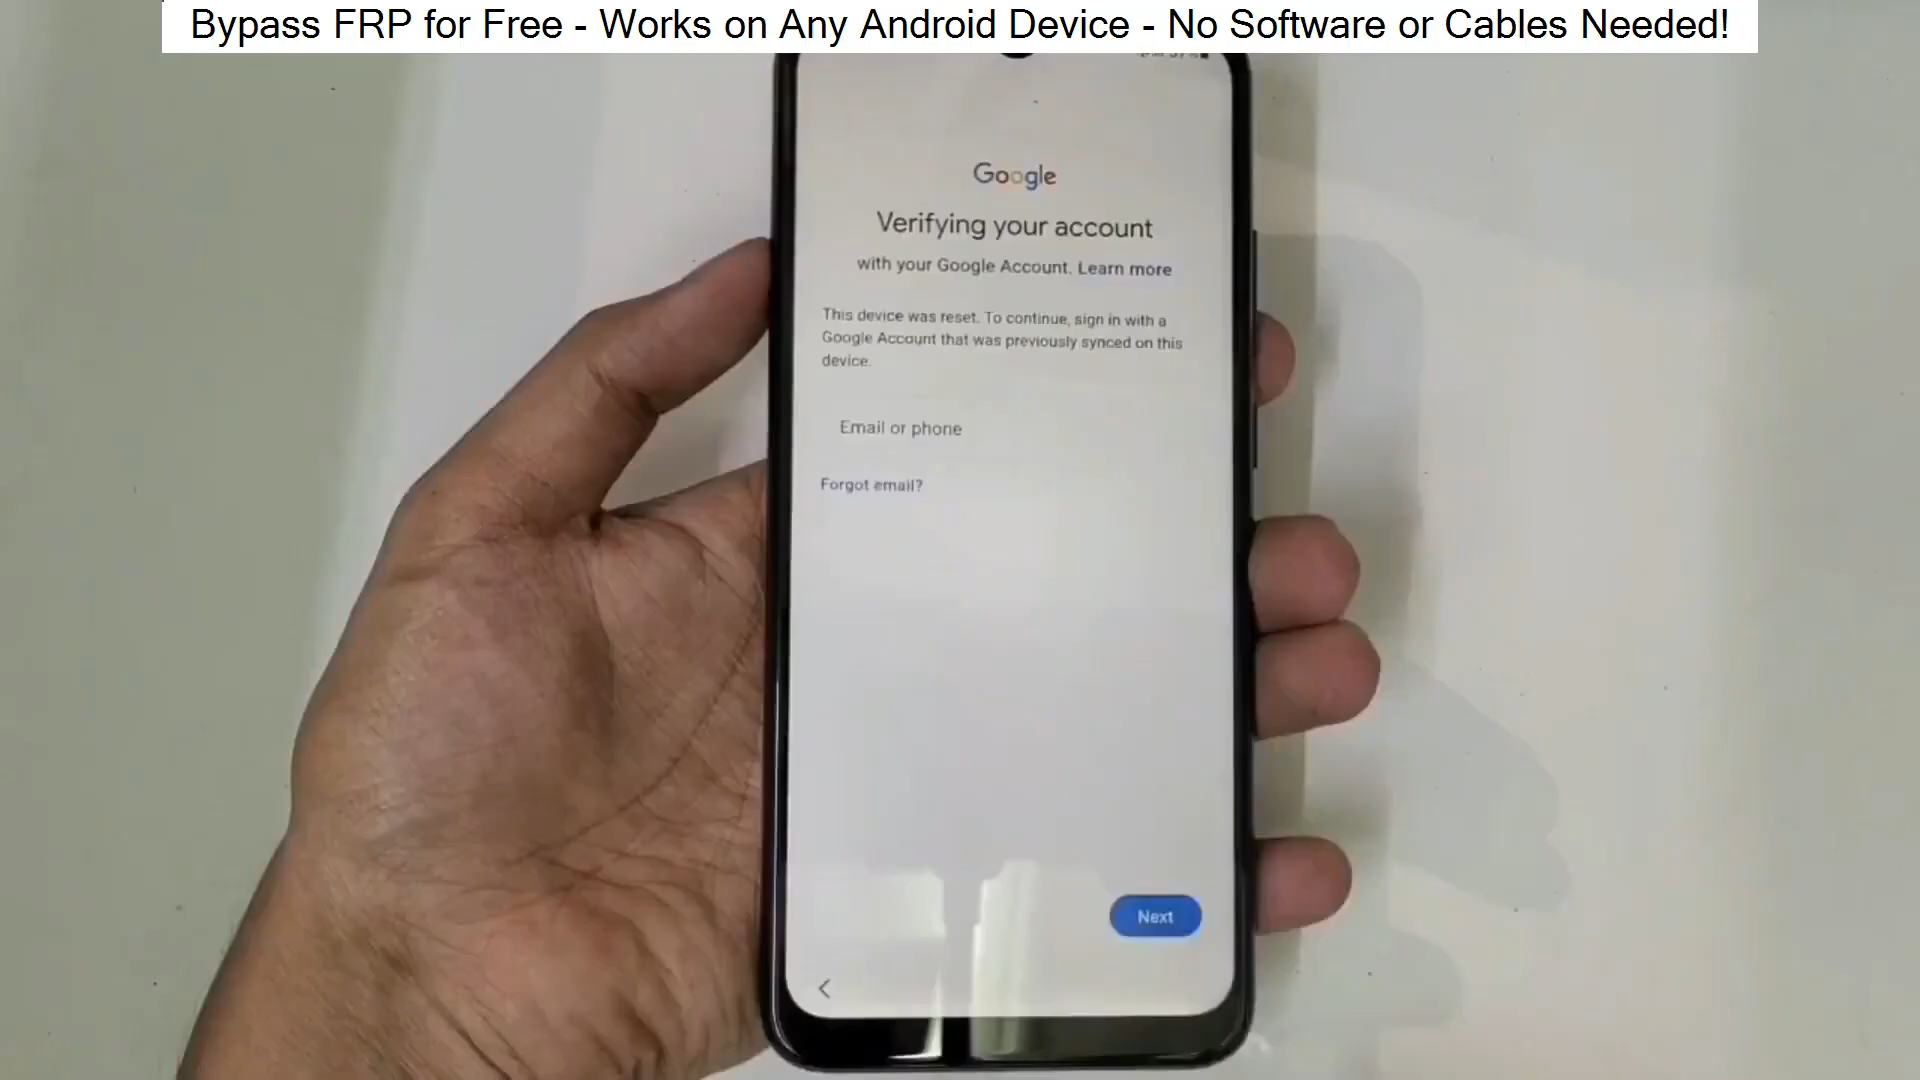 Bypass FRP for Free - Works on Any Android Device - No Software or Cables Needed!
Google
Verifying your account
with your Google Account. Learn more
This device was reset. To continue, sign in with a
Google Account that was previously synced on this
device.
Email or phone
Forgot email?
Next